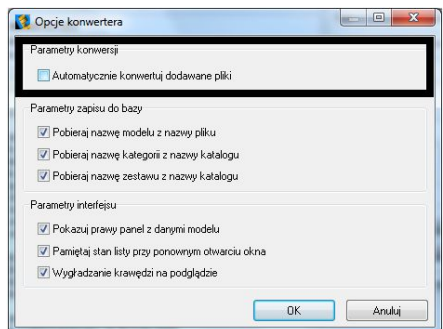 Opcje konwertera
Parametry konwersji
Automatycznie konwertuj dodawane pliki
Parametry zapisu do bazy
Pobieraj nazwę modelu z nazwy pliku
Pobieraj nazwę kategorii z nazwy katalogu
Pobieraj nazwę zestawu z nazwy katalogu
Parametry interfejsu
Pokazuj prawy panel z danymi modelu
Pamiętaj stan listy przy ponownym otwarciu okna
Wygładzanie krawędzi na podglądzie
OK Anuluj